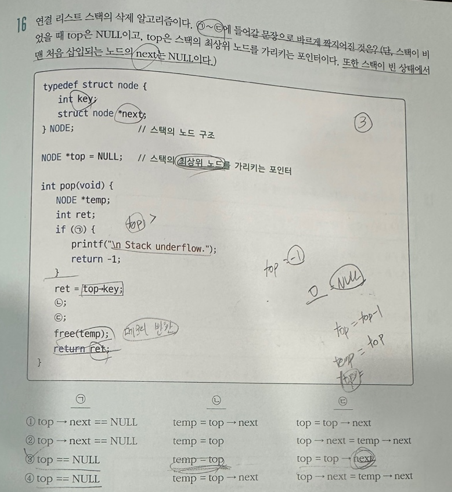 16 연결 리스트 스택의 삭제 알고리즘이다. ㉠~㉢에 들어갈 문장으로 바르게 짝지어진 것은? (단, 스택이 비
었을 때 top은 NULL이고, top은 스택의 최상위 노드를 가리키는 포인터이다. 또한 스택이 빈 상태에서
맨 처음 삽입되는 노드의 next는 NULL이다.)
typedef struct node {
int key;
struct node *next;
} NODE; // 스택의 노드 구조
③
NODE *top = NULL; // 스택의 최상위 노드를 가리키는 포인터
int pop(void) {
NODE *temp;
int ret;
if (㉠) {
top >
printf("\n Stack underflow.");
return -1;
}
top = -1
0 NULL
ret = top→key;
㉡;
㉢;
free(temp);
return ret;
}
top = top-1
temp = top
top
㉠ ㉡ ㉢
① top → next == NULL temp = top → next top = top → next
② top → next == NULL temp = top top → next = temp → next
③ top == NULL temp = top top = top → next
④ top == NULL temp = top → next top → next = temp → next